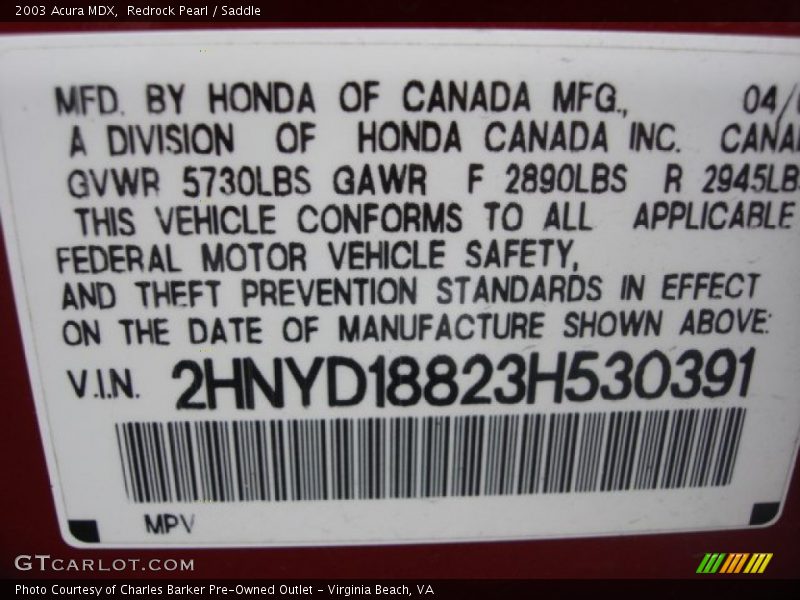 2003 Acura MDX,  Redrock Pearl / Saddle
MFD. BY HONDA OF CANADA MFG., 04/
A DIVISION OF HONDA CANADA INC.
GVWR 5730LBS GAWR F 2890LBS R 2945LB
THIS VEHICLE CONFORMS TO ALL APPLICABLE
FEDERAL MOTOR VEHICLE SAFETY,
AND THEFT PREVENTION STANDARDS IN EFFECT
ON THE DATE OF MANUFACTURE SHOWN ABOVE:
V.I.N. 2HNYD18823H530391
MPV
GTCARLOT.COM
Photo Courtesy of Charles Barker Pre-Owned Outlet - Virginia Beach, VA